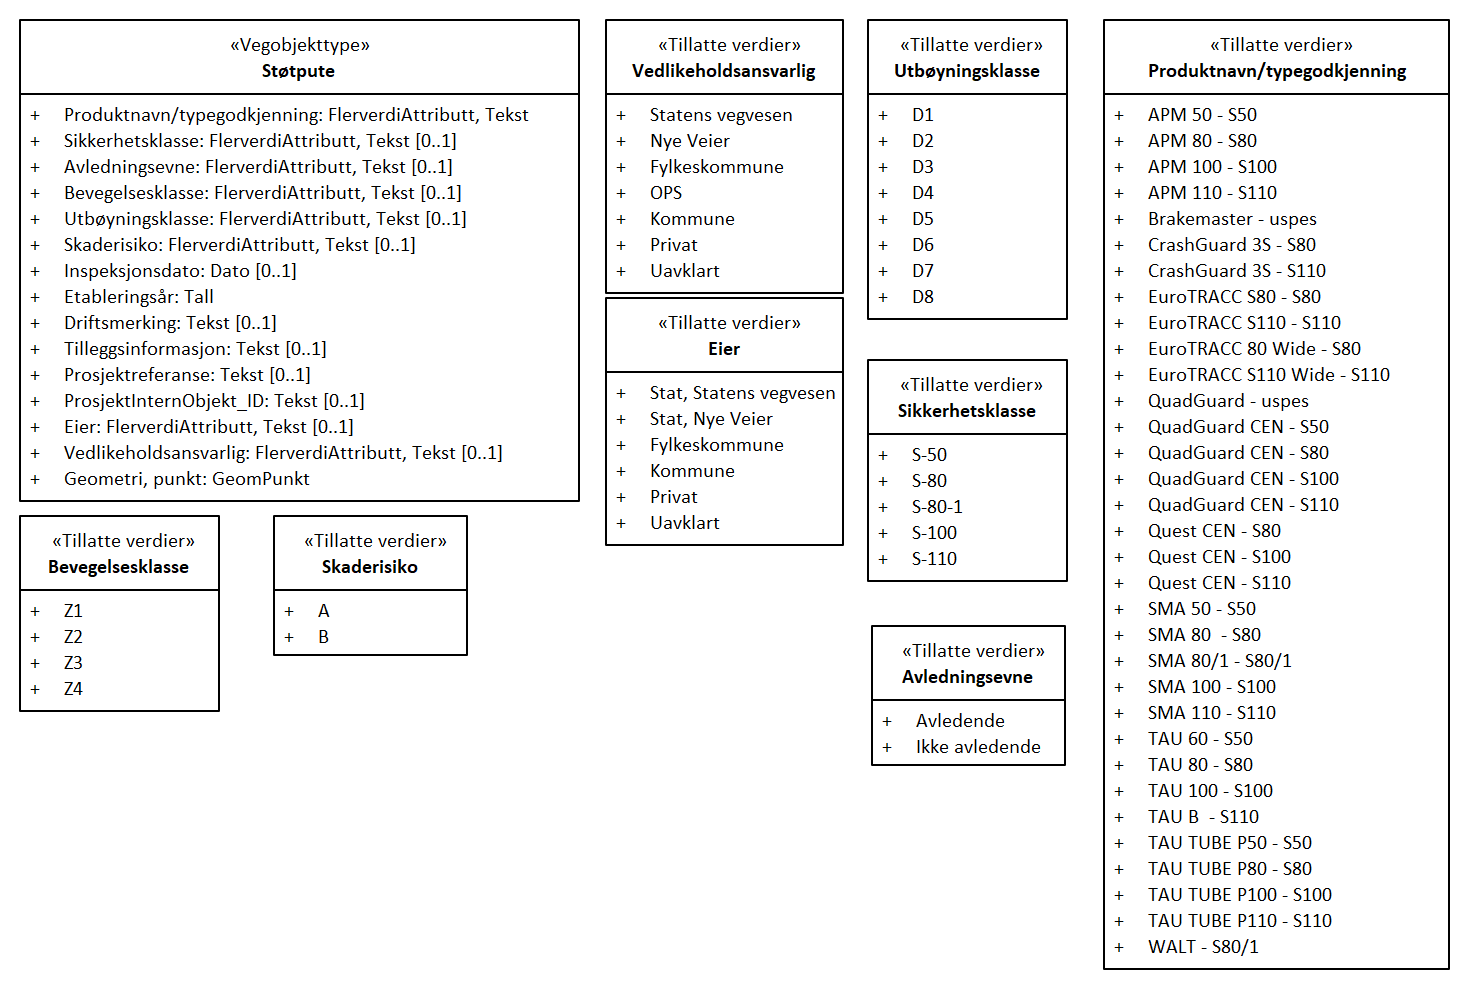 «Vegobjekttype»
Støtpute
+ Produktnavn/typegodkjenning: FlerverdiAttributt, Tekst
+ Sikkerhetsklasse: FlerverdiAttributt, Tekst [0..1]
+ Avledningsevne: FlerverdiAttributt, Tekst [0..1]
+ Bevegelsesklasse: FlerverdiAttributt, Tekst [0..1]
+ Utbøyningsklasse: FlerverdiAttributt, Tekst [0..1]
+ Skaderisiko: FlerverdiAttributt, Tekst [0..1]
+ Inspeksjonsdato: Dato [0..1]
+ Etableringsår: Tall
+ Driftsmerking: Tekst [0..1]
+ Tilleggsinformasjon: Tekst [0..1]
+ Prosjektreferanse: Tekst [0..1]
+ ProsjektInternObjekt_ID: Tekst [0..1]
+ Eier: FlerverdiAttributt, Tekst [0..1]
+ Vedlikeholdsansvarlig: FlerverdiAttributt, Tekst [0..1]
+ Geometri, punkt: GeomPunkt
«Tillatte verdier»
Bevegelsesklasse
+ Z1
+ Z2
+ Z3
+ Z4
«Tillatte verdier»
Skaderisiko
+ A
+ B
«Tillatte verdier»
Vedlikeholdsansvarlig
+ Statens vegvesen
+ Nye Veier
+ Fylkeskommune
+ OPS
+ Kommune
+ Privat
+ Uavklart
«Tillatte verdier»
Eier
+ Stat, Statens vegvesen
+ Stat, Nye Veier
+ Fylkeskommune
+ Kommune
+ Privat
+ Uavklart
«Tillatte verdier»
Utbøyningsklasse
+ D1
+ D2
+ D3
+ D4
+ D5
+ D6
+ D7
+ D8
«Tillatte verdier»
Sikkerhetsklasse
+ S-50
+ S-80
+ S-80-1
+ S-100
+ S-110
«Tillatte verdier»
Avledningsevne
+ Avledende
+ Ikke avledende
«Tillatte verdier»
Produktnavn/typegodkjenning
+ APM 50 - S50
+ APM 80 - S80
+ APM 100 - S100
+ APM 110 - S110
+ Brakemaster - uspes
+ CrashGuard 3S - S80
+ CrashGuard 3S - S110
+ EuroTRACC S80 - S80
+ EuroTRACC S110 - S110
+ EuroTRACC 80 Wide - S80
+ EuroTRACC S110 Wide - S110
+ QuadGuard - uspes
+ QuadGuard CEN - S50
+ QuadGuard CEN - S80
+ QuadGuard CEN - S100
+ QuadGuard CEN - S110
+ Quest CEN - S80
+ Quest CEN - S100
+ Quest CEN - S110
+ SMA 50 - S50
+ SMA 80  - S80
+ SMA 80/1 - S80/1
+ SMA 100 - S100
+ SMA 110 - S110
+ TAU 60 - S50
+ TAU 80 - S80
+ TAU 100 - S100
+ TAU B  - S110
+ TAU TUBE P50 - S50
+ TAU TUBE P80 - S80
+ TAU TUBE P100 - S100
+ TAU TUBE P110 - S110
+ WALT - S80/1